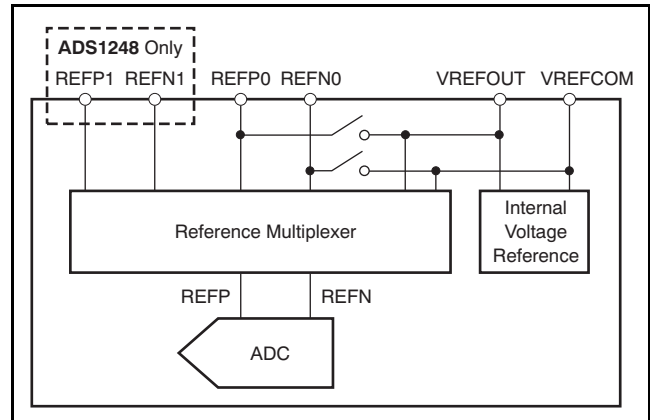 ADS1248 Only
REFP1 REFN1 REFP0 REFN0 VREFOUT VREFCOM
Reference Multiplexer
Internal
Voltage
Reference
REFP REFN
ADC